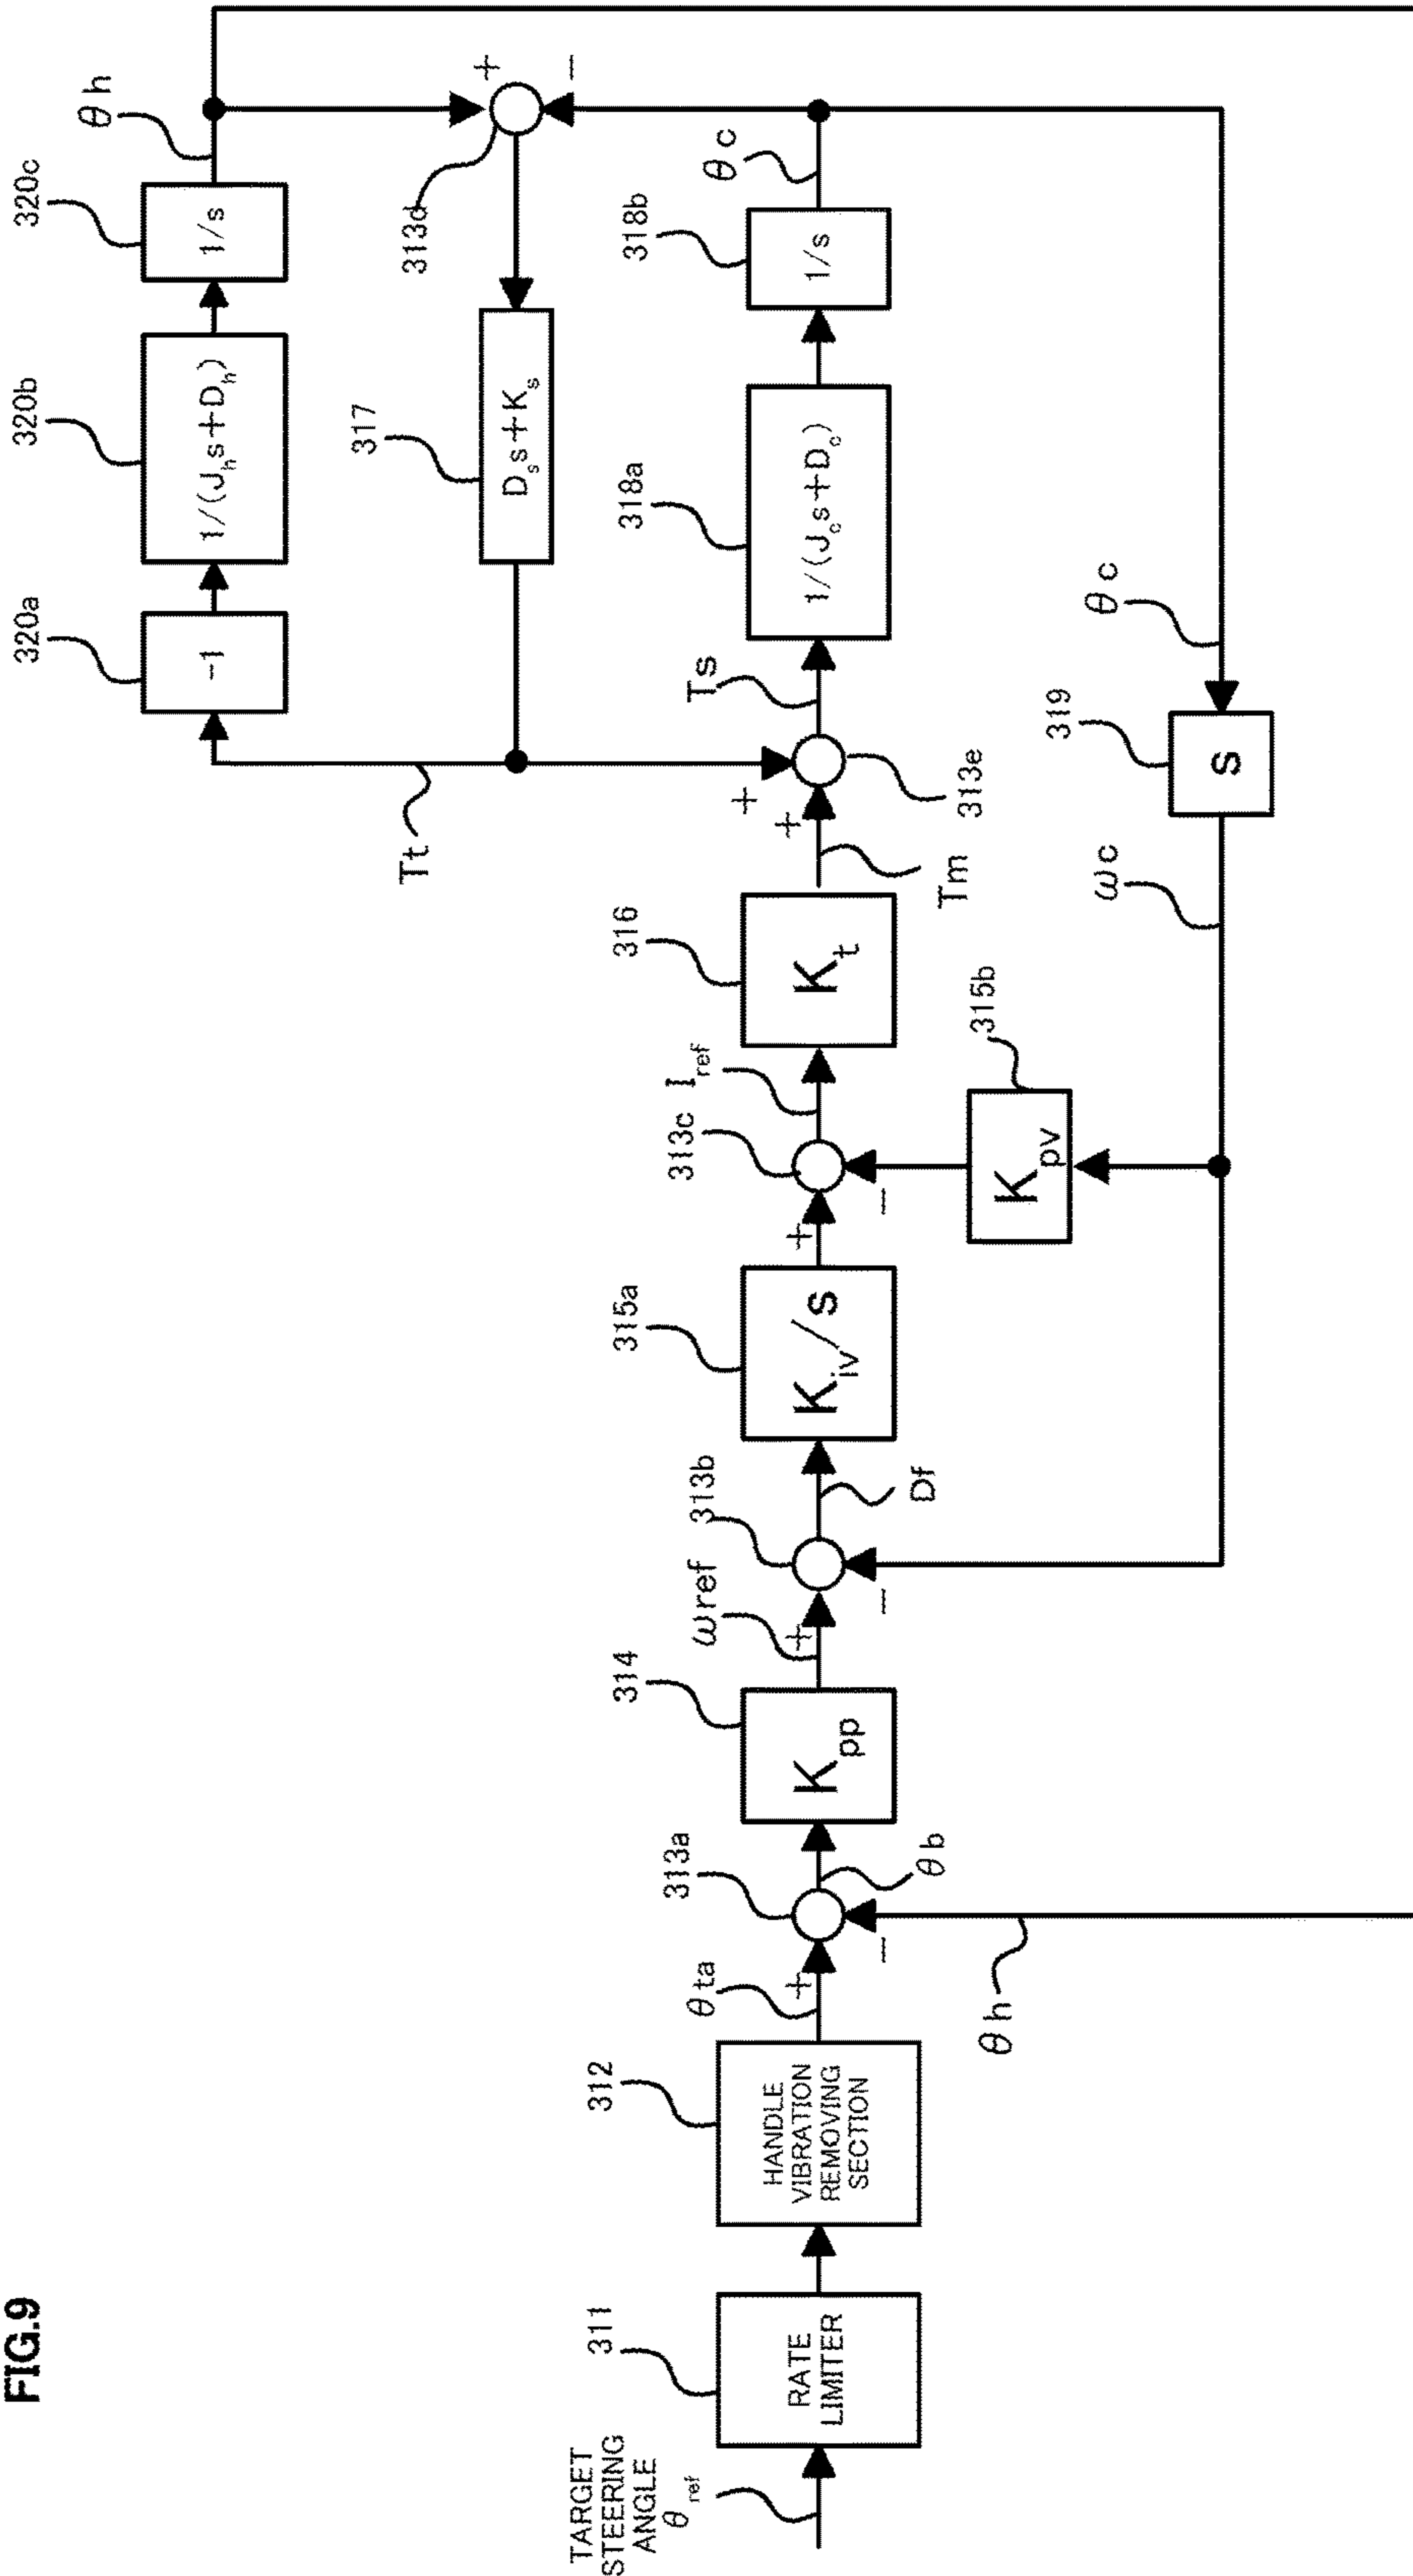 FIG.9
TARGET
STEERING
ANGLE
θref
311
RATE
LIMITER
312
HANDLE
VIBRATION
REMOVING
SECTION
θta
+
−
313a
θb
θh
314
Kpp
ωref
+
−
313b
Df
315a
Kiv/s
+
−
313c
Iref
315b
Kpv
316
Kt
Tm
+
+
313e
Ts
Tt
318a
1/(Jcs+Dc)
318b
1/s
θc
317
Dss+Ks
313d
+
−
320a
-1
320b
1/(Jhs+Dh)
320c
1/s
θh
θc
319
s
ωc